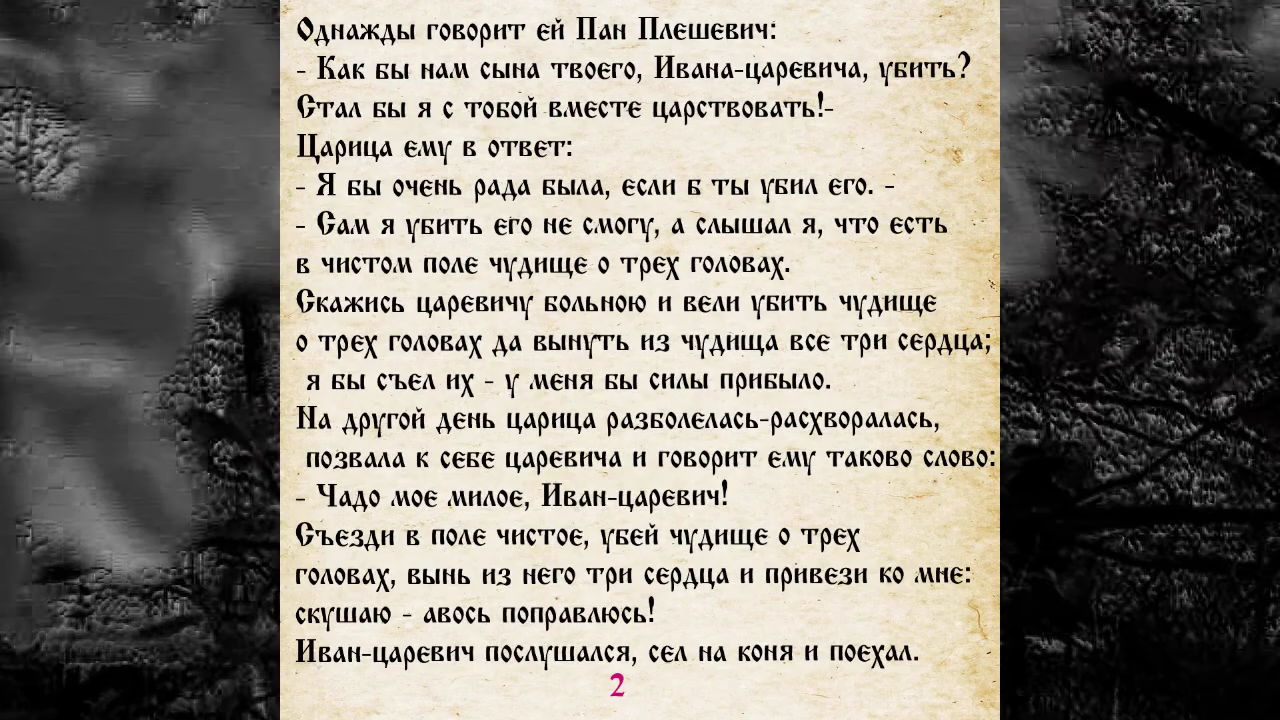 Однажды говорит ей Пан Плешевич:
- Как бы нам сына твоего, Ивана-царевича, убить?
Стал бы я с тобой вместе царствовать!-
Царица ему в ответ:
- Я бы очень рада была, если б ты убил его. -
- Сам я убить его не смогу, а слышал я, что есть
в чистом поле чудище о трех головах.
Скажись царевичу больною и вели убить чудище
о трех головах да вынуть из чудища все три сердца;
я бы съел их - у меня бы силы прибыло.
На другой день царица разболелась-расхворалась,
позвала к себе царевича и говорит ему таково слово:
- Чадо мое милое, Иван-царевич!
Съезди в поле чистое, убей чудище о трех
головах, вынь из него три сердца и привези ко мне:
скушаю - авось поправлюсь!
Иван-царевич послушался, сел на коня и поехал.
2